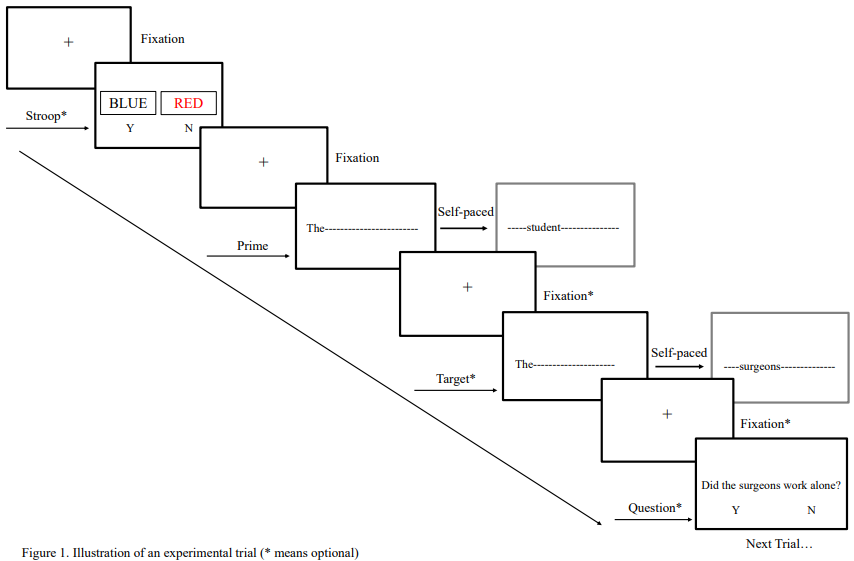 +
Fixation
BLUE RED
Stroop*
Y N
+
Fixation
The------------------------
Self-paced
-----student---------------
Prime
+
Fixation*
The---------------------
Self-paced
----surgeons--------------
Target*
+
Fixation*
Did the surgeons work alone?
Question*
Y N
Next Trial…
Figure 1. Illustration of an experimental trial (* means optional)